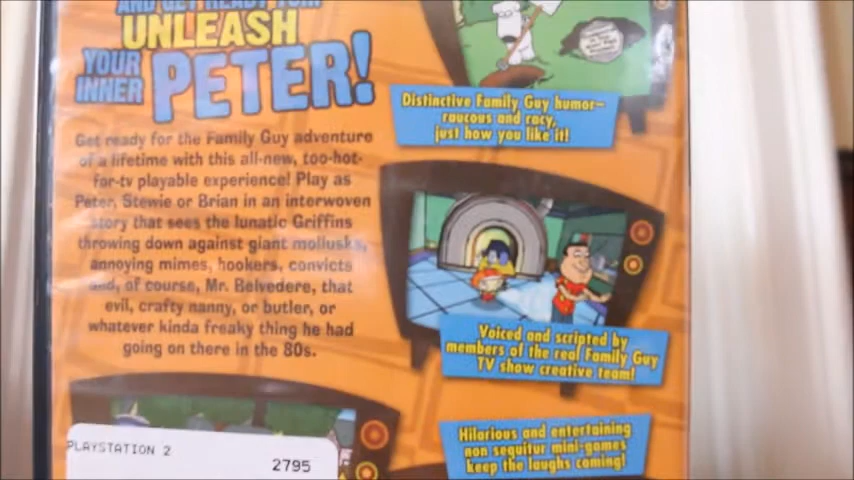 AND GET READY TO...
UNLEASH
YOUR
INNER
PETER!
Get ready for the Family Guy adventure
of a lifetime with this all-new, too-hot-
for-tv playable experience! Play as
Peter, Stewie or Brian in an interwoven
story that sees the lunatic Griffins
throwing down against giant mollusks,
annoying mimes, hookers, convicts
and, of course, Mr. Belvedere, that
evil, crafty nanny, or butler, or
whatever kinda freaky thing he had
going on there in the 80s.
Distinctive Family Guy humor–
raucous and racy,
just how you like it!
Voiced and scripted by
members of the real Family Guy
TV show creative team!
Hilarious and entertaining
non sequitur mini-games
keep the laughs coming!
PLAYSTATION 2
2795